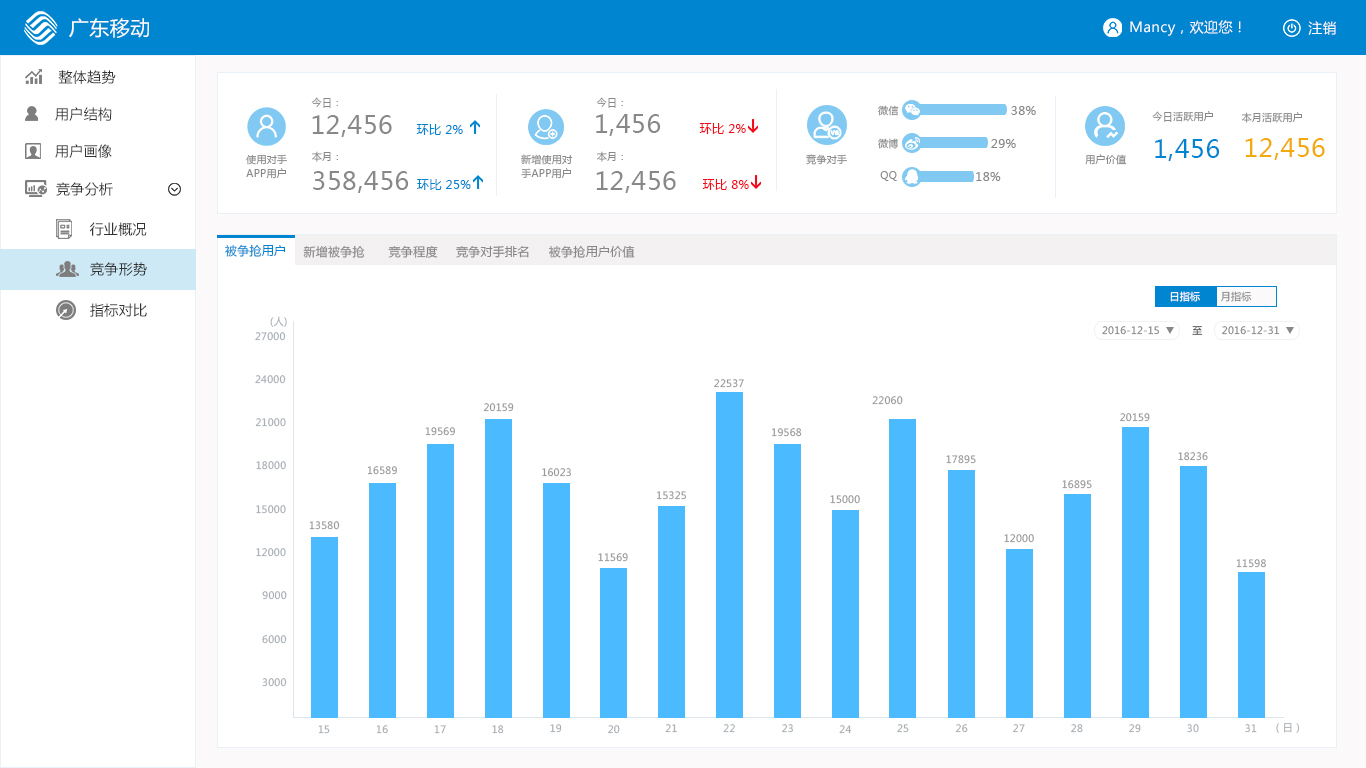 广东移动
Mancy，欢迎您！
注销
整体趋势
用户结构
用户画像
竞争分析
行业概况
竞争形势
指标对比
使用对手
APP用户
今日：
12,456 环比 2%
本月：
358,456 环比 25%
新增使用对
手APP用户
今日：
1,456 环比 2%
本月：
12,456 环比 8%
竞争对手
微信 38%
微博 29%
QQ 18%
用户价值
今日活跃用户
1,456
本月活跃用户
12,456
被争抢用户 新增被争抢 竞争程度 竞争对手排名 被争抢用户价值
日指标 月指标
2016-12-15 ▼ 至 2016-12-31 ▼
(人)
27000
24000
21000
18000
15000
12000
9000
6000
3000
13580
16589
19569
20159
16023
11569
15325
22537
19568
15000
22060
17895
12000
16895
20159
18236
11598
15 16 17 18 19 20 21 22 23 24 25 26 27 28 29 30 31 （日）